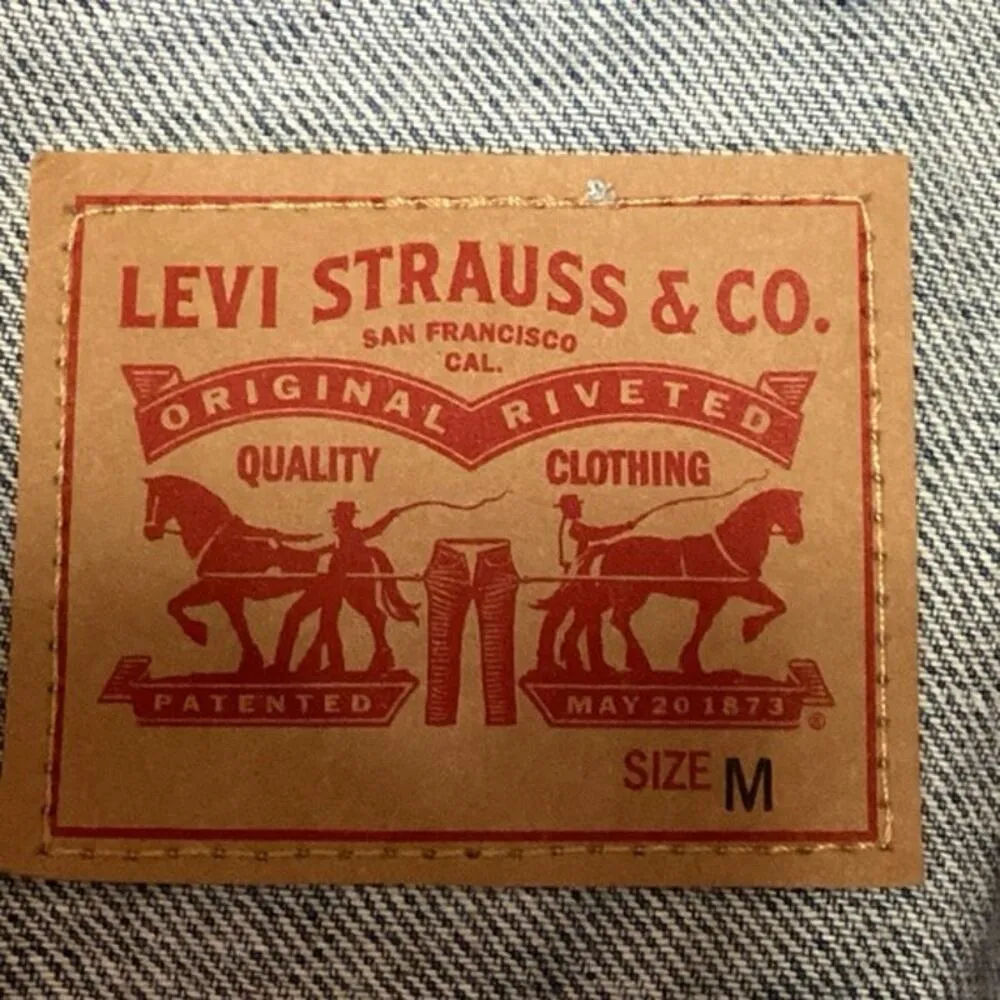 LEVI STRAUSS & CO.
SAN FRANCISCO
CAL.
ORIGINAL RIVETED
QUALITY CLOTHING
PATENTED MAY 20 1873 ®
SIZE M